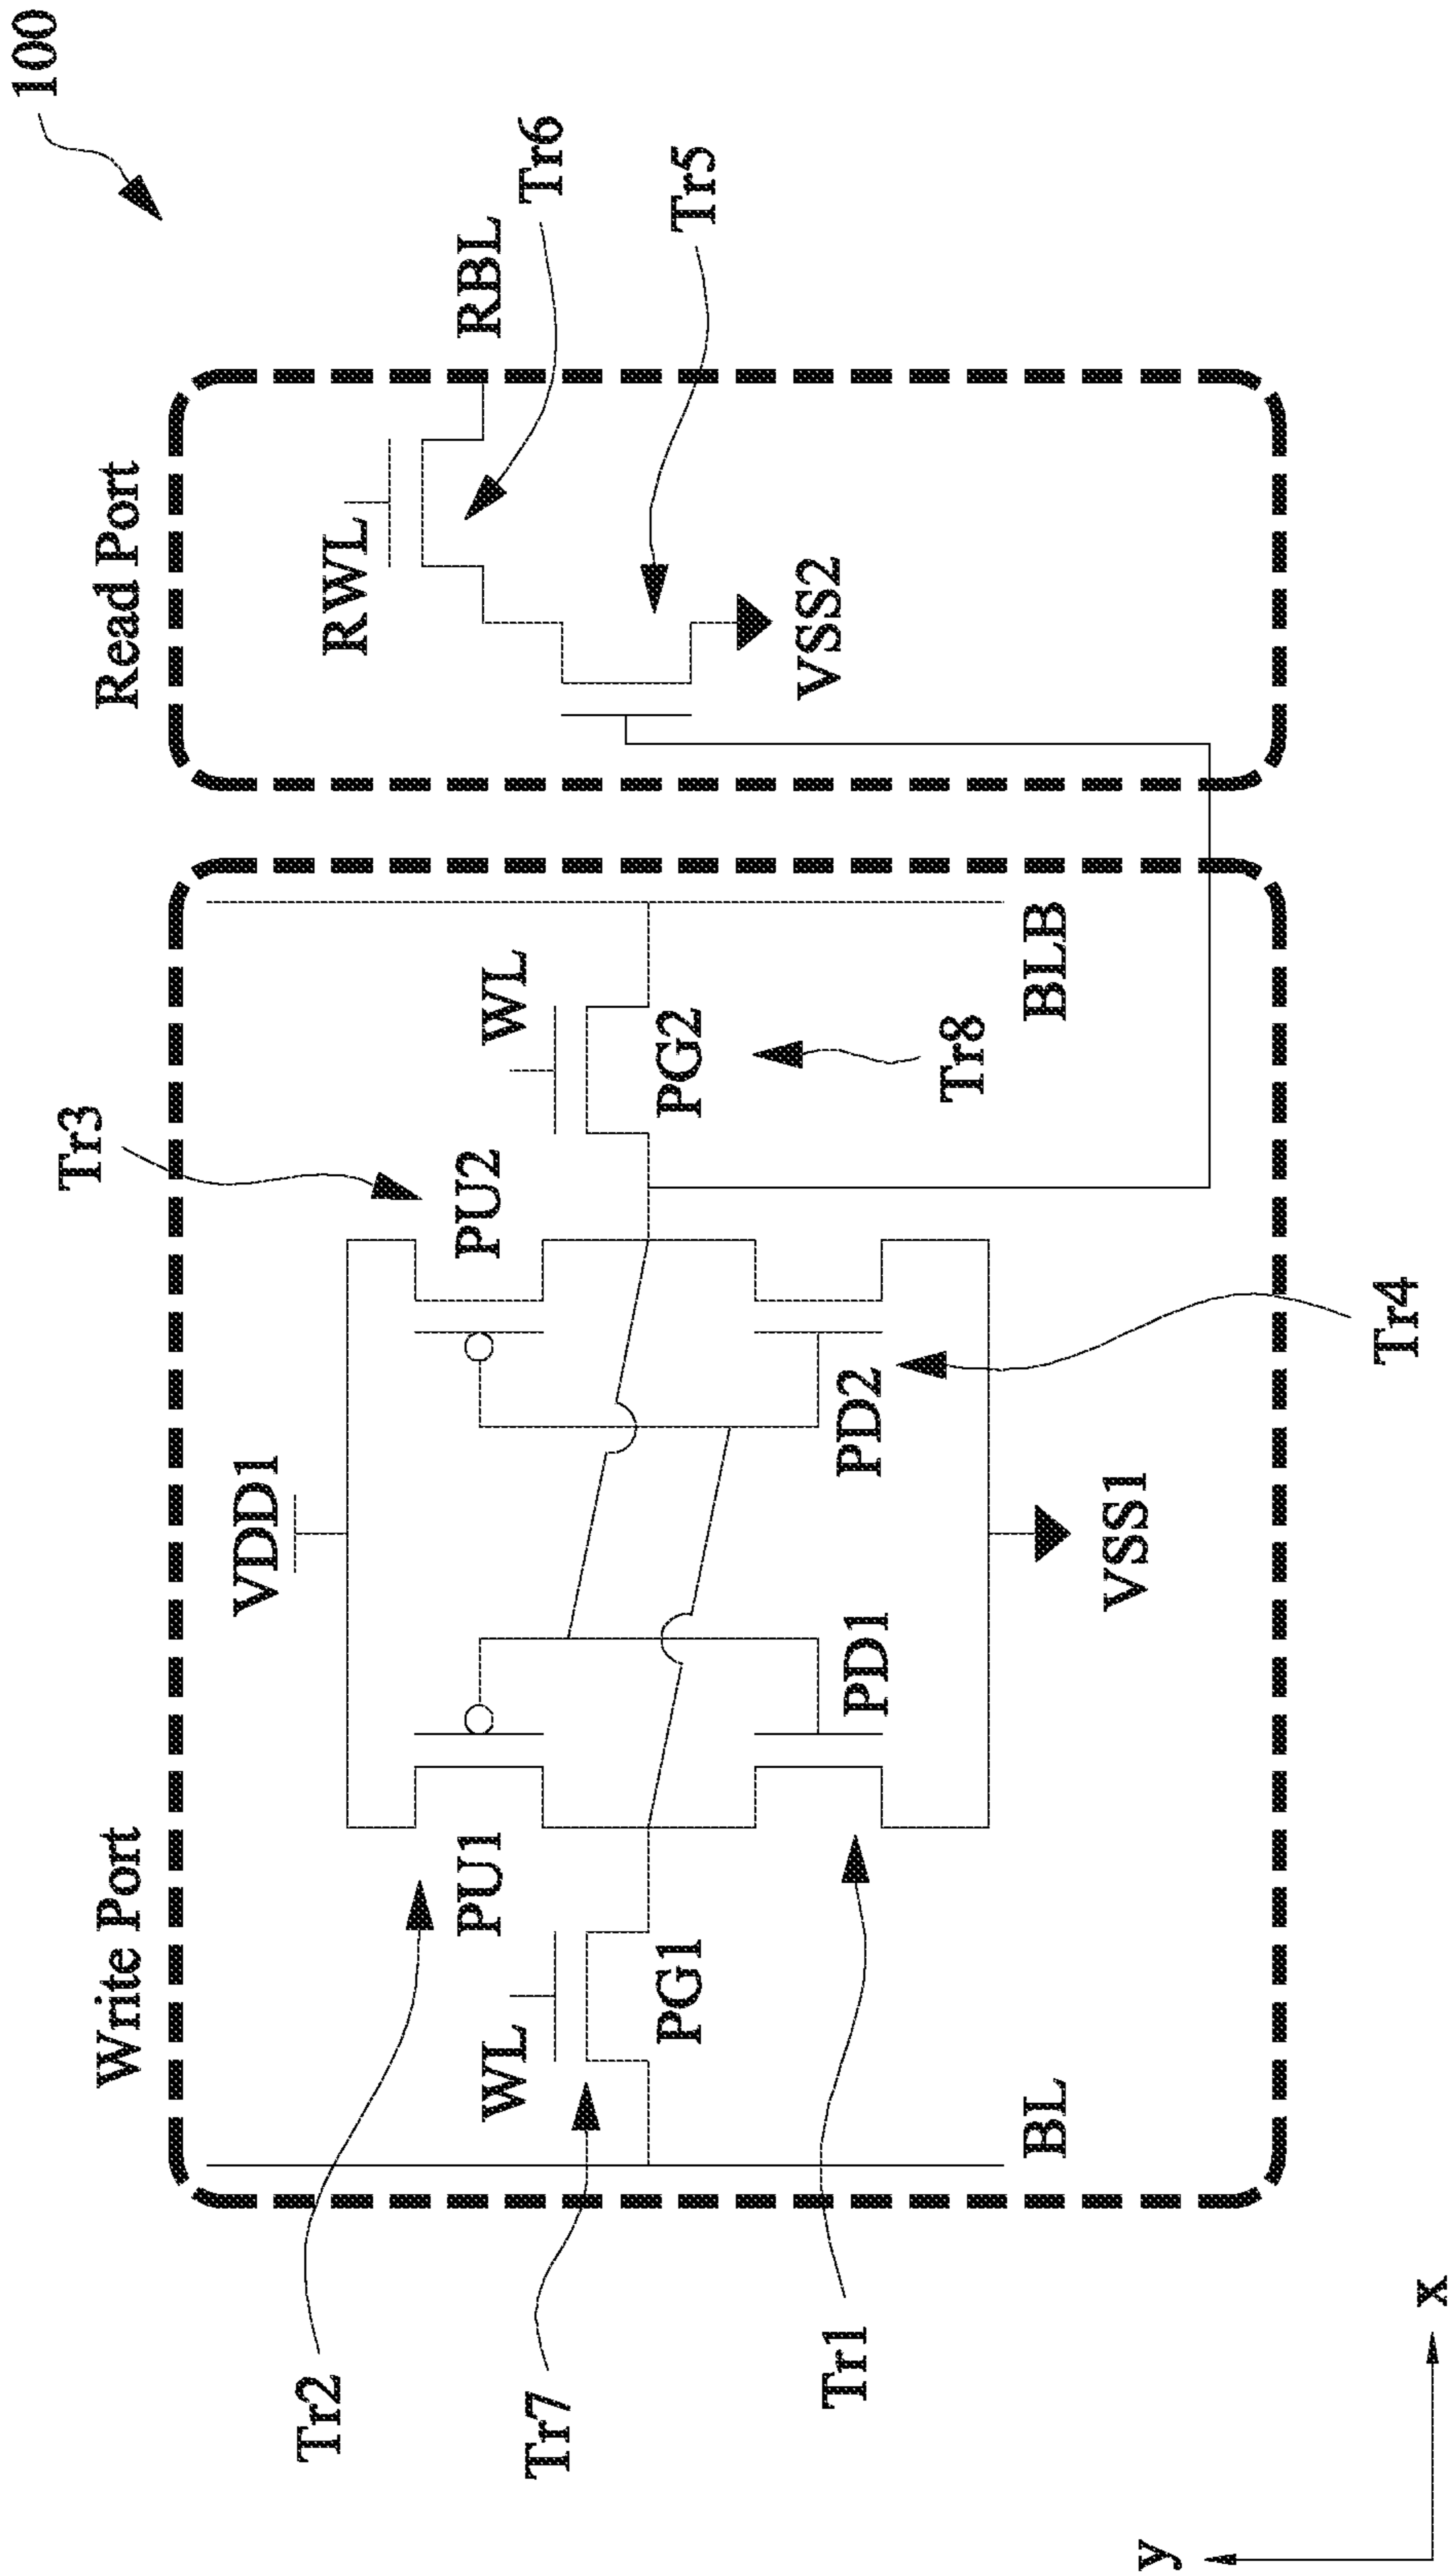 100
Write Port
Read Port
Tr3
VDD1
Tr2
RWL
RBL
Tr6
PU1
PU2
WL
WL
Tr7
PG1
PG2
Tr5
VSS2
PD1
PD2
Tr1
Tr8
BL
BLB
VSS1
Tr4
y
x